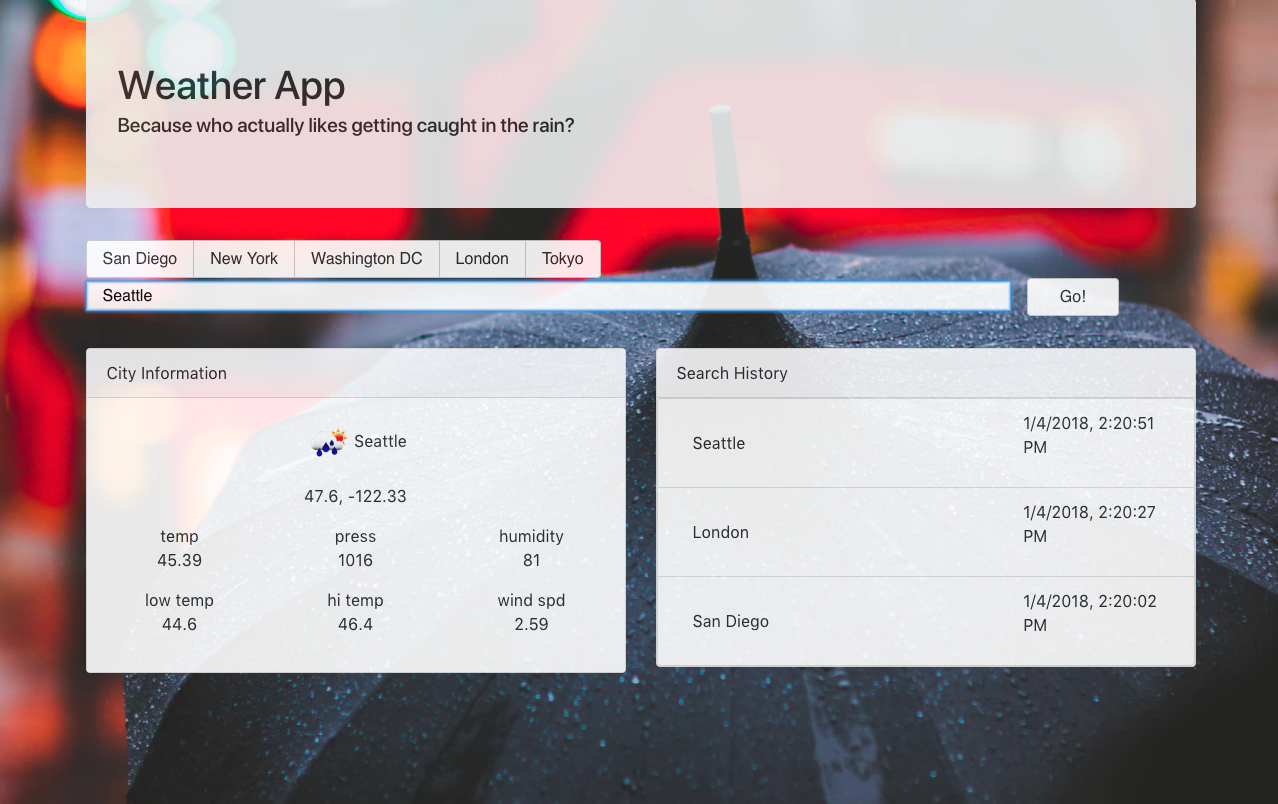 Weather App
Because who actually likes getting caught in the rain?
San Diego New York Washington DC London Tokyo
Seattle Go!
City Information
Seattle
47.6, -122.33
temp press humidity
45.39 1016 81
low temp hi temp wind spd
44.6 46.4 2.59
Search History
Seattle 1/4/2018, 2:20:51
PM
London 1/4/2018, 2:20:27
PM
San Diego 1/4/2018, 2:20:02
PM